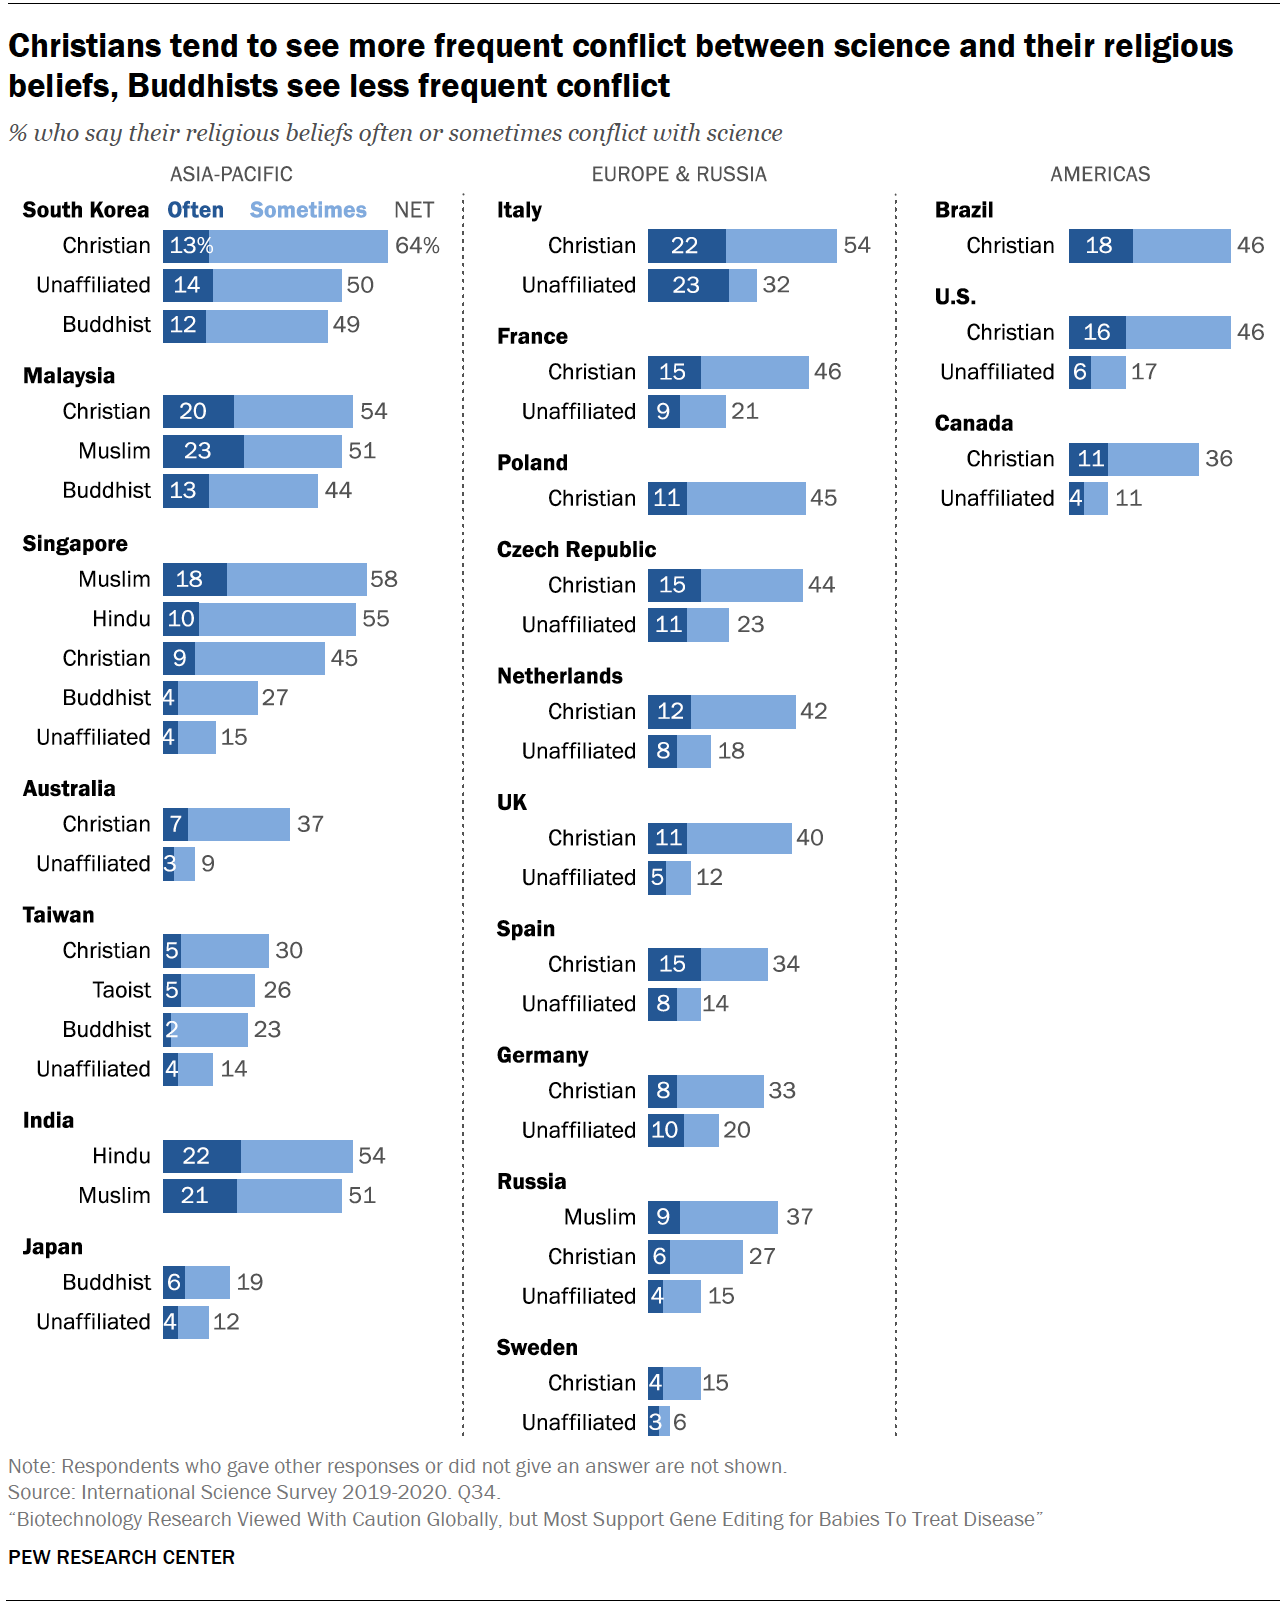 Christians tend to see more frequent conflict between science and their religious
beliefs, Buddhists see less frequent conflict
% who say their religious beliefs often or sometimes conflict with science
ASIA-PACIFIC
South Korea Often Sometimes NET
Christian 13% 64%
Unaffiliated 14 50
Buddhist 12 49
Malaysia
Christian 20 54
Muslim 23 51
Buddhist 13 44
Singapore
Muslim 18 58
Hindu 10 55
Christian 9 45
Buddhist 4 27
Unaffiliated 4 15
Australia
Christian 7 37
Unaffiliated 3 9
Taiwan
Christian 5 30
Taoist 5 26
Buddhist 2 23
Unaffiliated 4 14
India
Hindu 22 54
Muslim 21 51
Japan
Buddhist 6 19
Unaffiliated 4 12
EUROPE & RUSSIA
Italy
Christian 22 54
Unaffiliated 23 32
France
Christian 15 46
Unaffiliated 9 21
Poland
Christian 11 45
Czech Republic
Christian 15 44
Unaffiliated 11 23
Netherlands
Christian 12 42
Unaffiliated 8 18
UK
Christian 11 40
Unaffiliated 5 12
Spain
Christian 15 34
Unaffiliated 8 14
Germany
Christian 8 33
Unaffiliated 10 20
Russia
Muslim 9 37
Christian 6 27
Unaffiliated 4 15
Sweden
Christian 4 15
Unaffiliated 3 6
AMERICAS
Brazil
Christian 18 46
U.S.
Christian 16 46
Unaffiliated 6 17
Canada
Christian 11 36
Unaffiliated 4 11
Note: Respondents who gave other responses or did not give an answer are not shown.
Source: International Science Survey 2019-2020. Q34.
“Biotechnology Research Viewed With Caution Globally, but Most Support Gene Editing for Babies To Treat Disease”
PEW RESEARCH CENTER